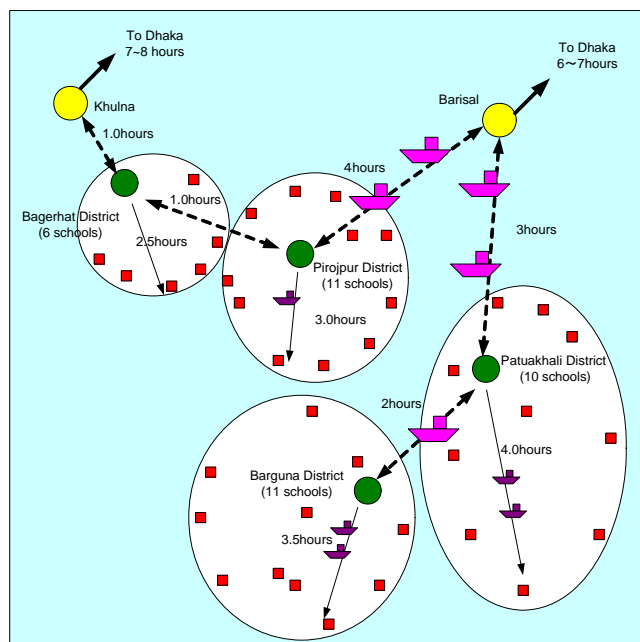 To Dhaka
7~8 hours
Khulna
1.0hours
To Dhaka
6~7hours
Barisal
4hours
1.0hours
Bagerhat District
(6 schools)
2.5hours
3hours
Pirojpur District
(11 schools)
3.0hours
Patuakhali District
(10 schools)
2hours
4.0hours
Barguna District
(11 schools)
3.5hours